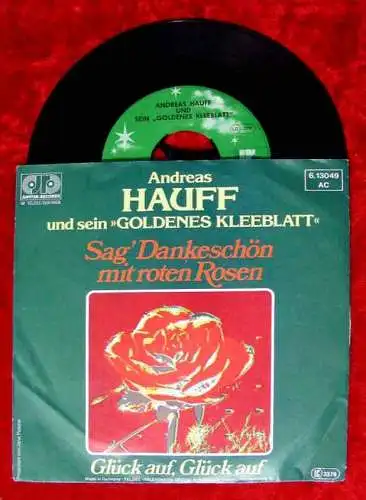 ANDREAS HAUFF
UND
SEIN „GOLDENES KLEEBLATT“
Andreas
HAUFF
und sein »GOLDENES KLEEBLATT«
6.13049
AC
Sag' Dankeschön
mit roten Rosen
Glück auf, Glück auf